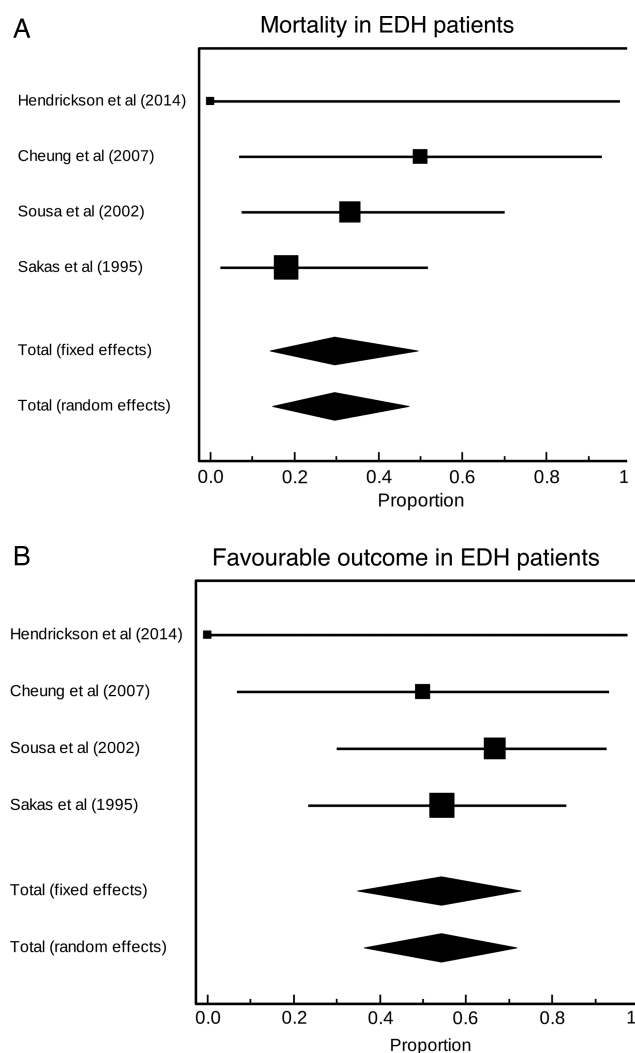 A
Mortality in EDH patients
Hendrickson et al (2014)
Cheung et al (2007)
Sousa et al (2002)
Sakas et al (1995)
Total (fixed effects)
Total (random effects)
0.0 0.2 0.4 0.6 0.8 1
Proportion
B
Favourable outcome in EDH patients
Hendrickson et al (2014)
Cheung et al (2007)
Sousa et al (2002)
Sakas et al (1995)
Total (fixed effects)
Total (random effects)
0.0 0.2 0.4 0.6 0.8 1
Proportion